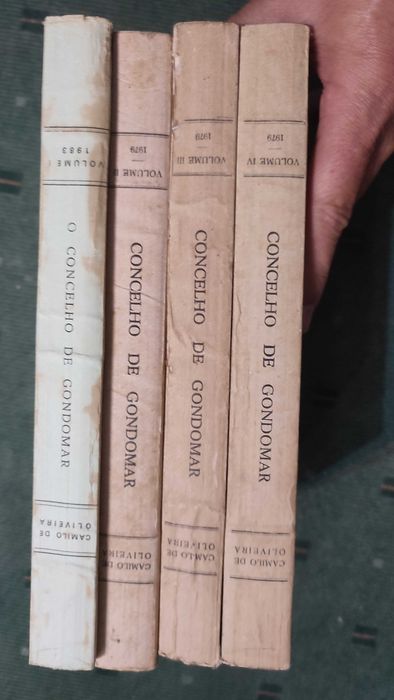 VOLUME I
1983
O CONCELHO DE GONDOMAR
CAMILO DE
OLIVEIRA
VOLUME II
1979
CONCELHO DE GONDOMAR
CAMILO DE
OLIVEIRA
VOLUME III
1979
CONCELHO DE GONDOMAR
CAMILO DE
OLIVEIRA
VOLUME IV
1979
CONCELHO DE GONDOMAR
CAMILO DE
OLIVEIRA